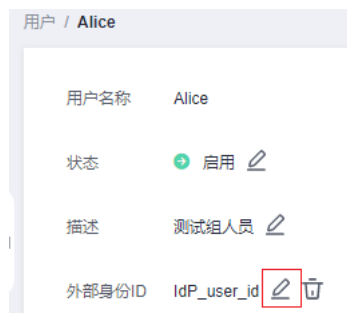 用户 / Alice
用户名称 Alice
状态 启用
描述 测试组人员
外部身份ID IdP_user_id